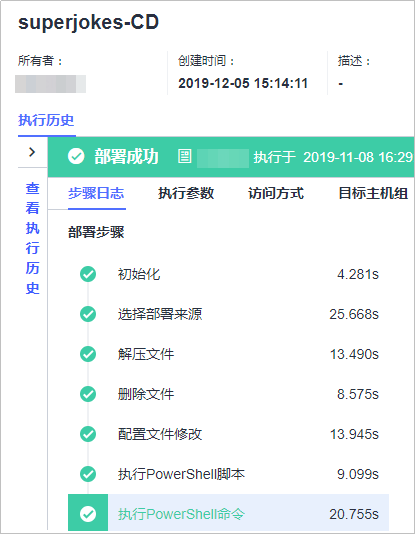 superjokes-CD
所有者： 创建时间： 描述：
2019-12-05 15:14:11 -
执行历史
部署成功 执行于 2019-11-08 16:29
查看执行历史
步骤日志 执行参数 访问方式 目标主机组
部署步骤
初始化 4.281s
选择部署来源 25.668s
解压文件 13.490s
删除文件 8.575s
配置文件修改 13.945s
执行PowerShell脚本 9.099s
执行PowerShell命令 20.755s